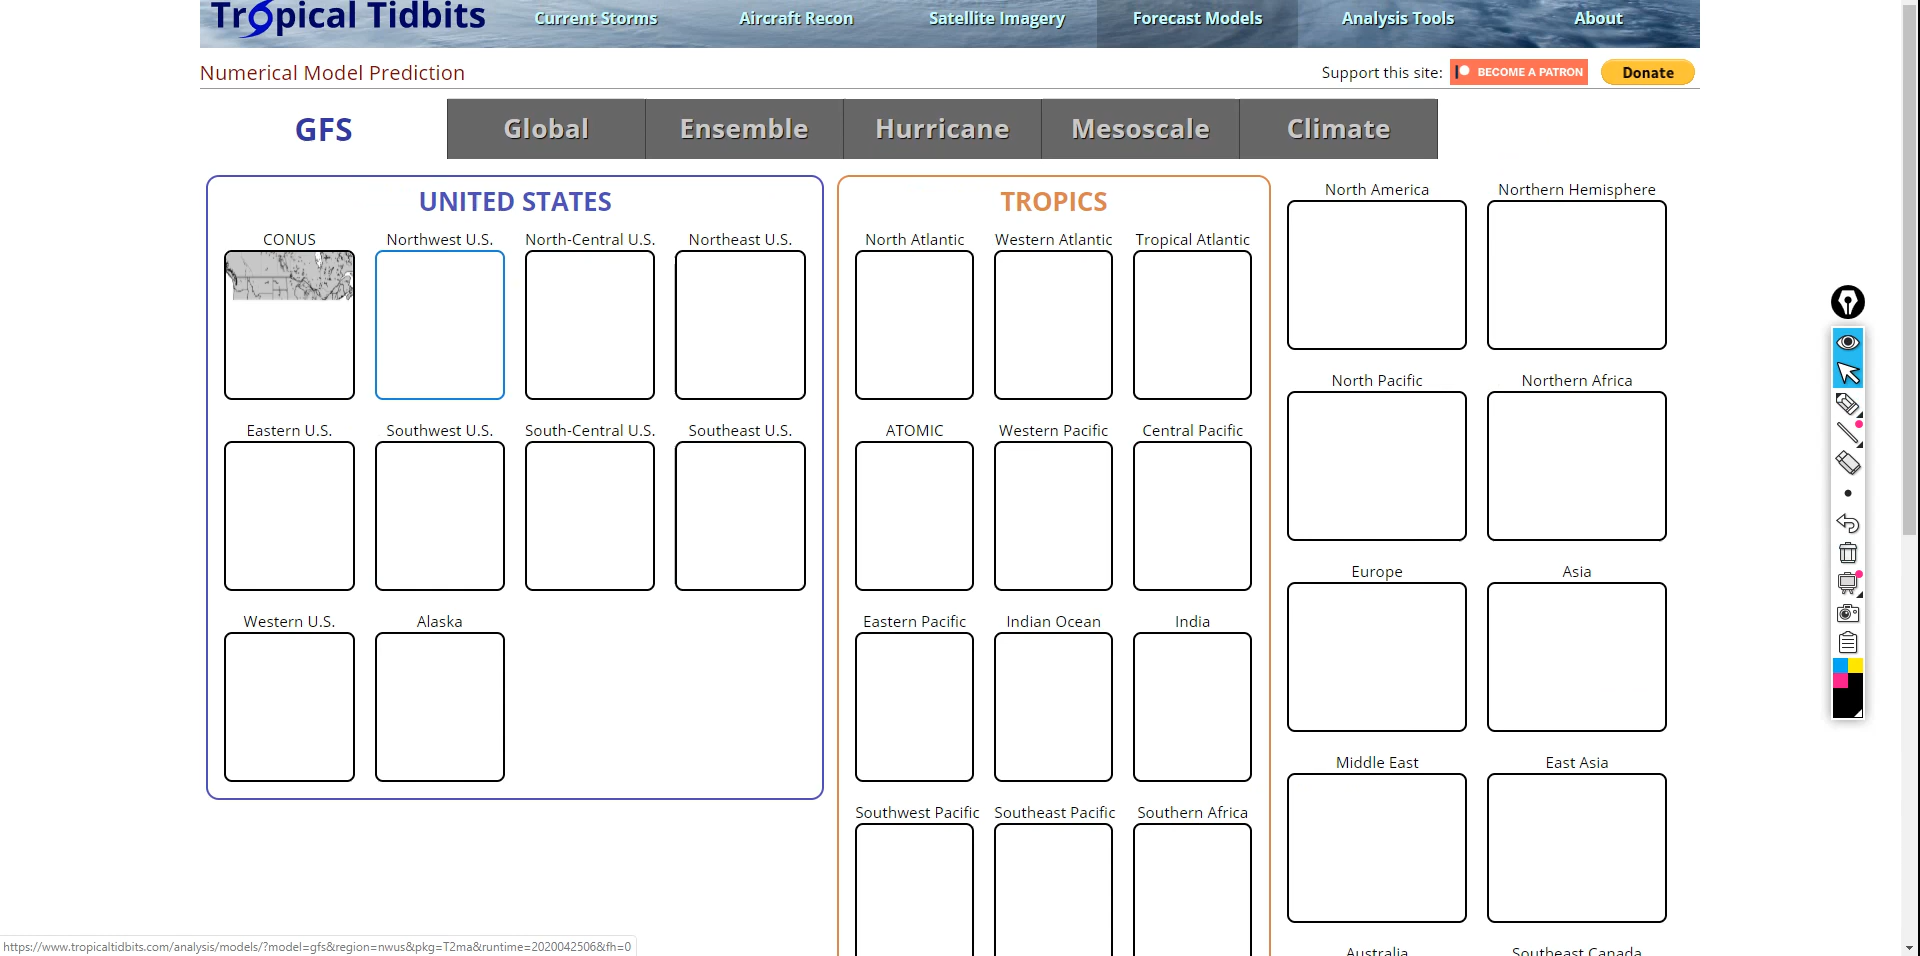 Tropical Tidbits
Current Storms
Aircraft Recon
Satellite Imagery
Forecast Models
Analysis Tools
About
Numerical Model Prediction
Support this site:
BECOME A PATRON
Donate
GFS
Global
Ensemble
Hurricane
Mesoscale
Climate
UNITED STATES
CONUS
Northwest U.S.
North-Central U.S.
Northeast U.S.
Eastern U.S.
Southwest U.S.
South-Central U.S.
Southeast U.S.
Western U.S.
Alaska
TROPICS
North Atlantic
Western Atlantic
Tropical Atlantic
ATOMIC
Western Pacific
Central Pacific
Eastern Pacific
Indian Ocean
India
Southwest Pacific
Southeast Pacific
Southern Africa
North America
Northern Hemisphere
North Pacific
Northern Africa
Europe
Asia
Middle East
East Asia
Australia
Southeast Canada
https://www.tropicaltidbits.com/analysis/models/?model=gfs&region=nwus&pkg=T2ma&runtime=2020042506&fh=0